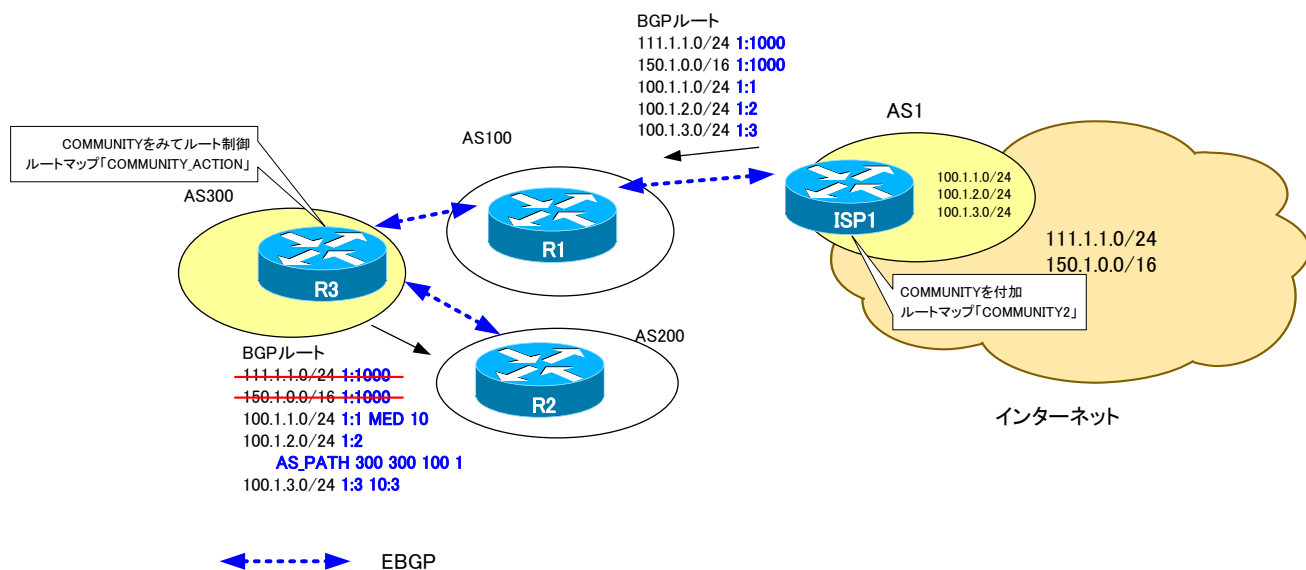 BGPルート
111.1.1.0/24 1:1000
150.1.0.0/16 1:1000
100.1.1.0/24 1:1
100.1.2.0/24 1:2
100.1.3.0/24 1:3
AS1
COMMUNITYをみてルート制御
ルートマップ「COMMUNITY_ACTION」
AS100
AS300
R1
ISP1
100.1.1.0/24
100.1.2.0/24
100.1.3.0/24
111.1.1.0/24
150.1.0.0/16
R3
COMMUNITYを付加
ルートマップ「COMMUNITY2」
AS200
R2
BGPルート
111.1.1.0/24 1:1000
150.1.0.0/16 1:1000
100.1.1.0/24 1:1 MED 10
100.1.2.0/24 1:2
AS_PATH 300 300 100 1
100.1.3.0/24 1:3 10:3
インターネット
EBGP